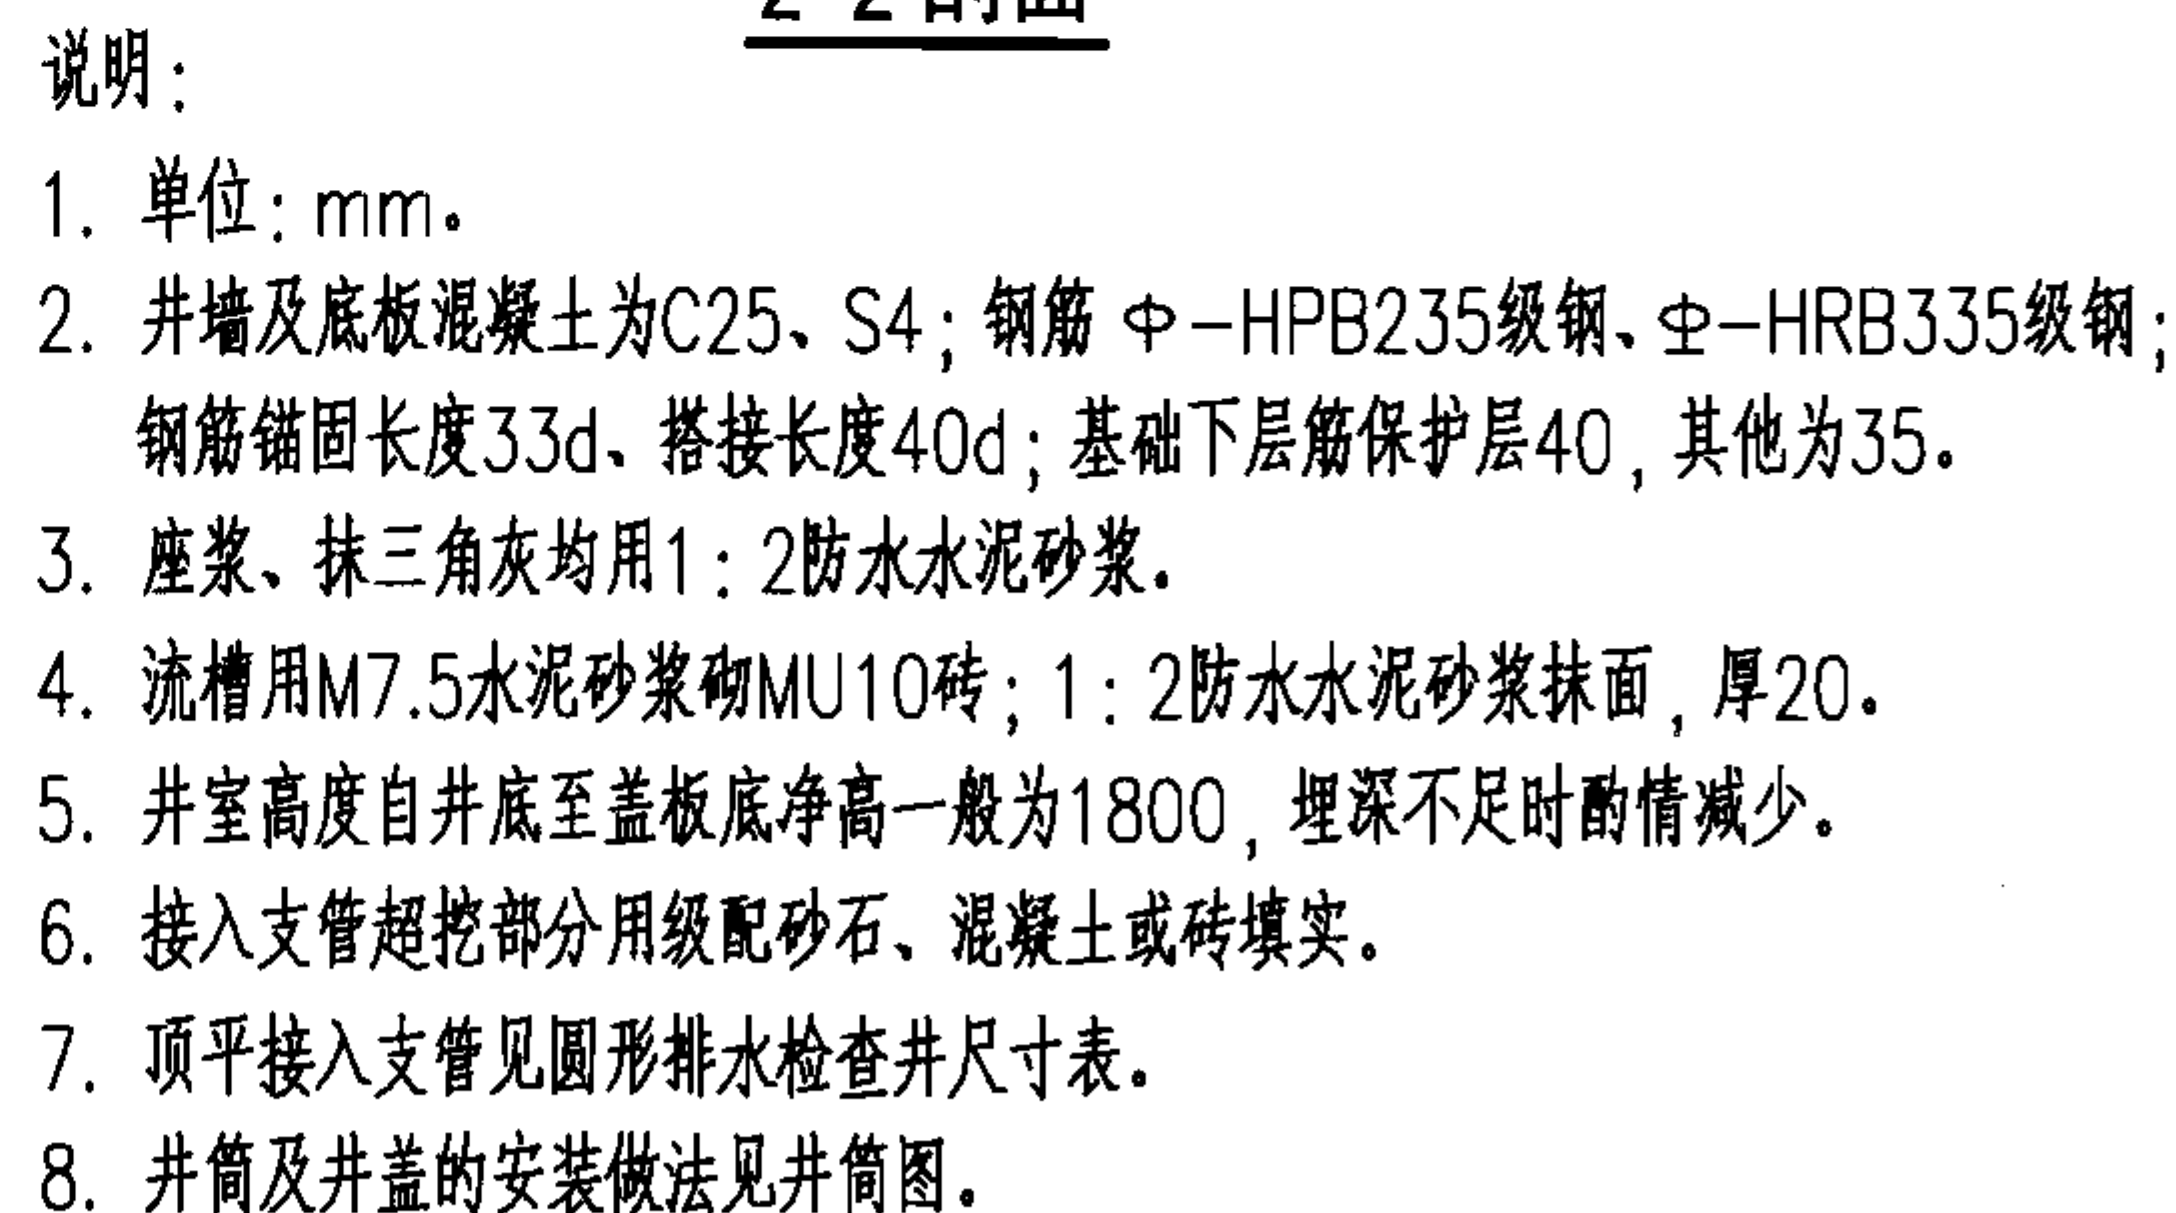 2-2剖面
说明：
1. 单位：mm。
2. 井墙及底板混凝土为C25、S4；钢筋 Φ-HPB235级钢、Φ-HRB335级钢；
钢筋锚固长度33d、搭接长度40d；基础下层筋保护层40，其他为35。
3. 座浆、抹三角灰均用1：2防水水泥砂浆。
4. 流槽用M7.5水泥砂浆砌MU10砖；1：2防水水泥砂浆抹面，厚20。
5. 井室高度自井底至盖板底净高一般为1800，埋深不足时酌情减少。
6. 接入支管超挖部分用级配砂石、混凝土或砖填实。
7. 顶平接入支管见圆形排水检查井尺寸表。
8. 井筒及井盖的安装做法见井筒图。